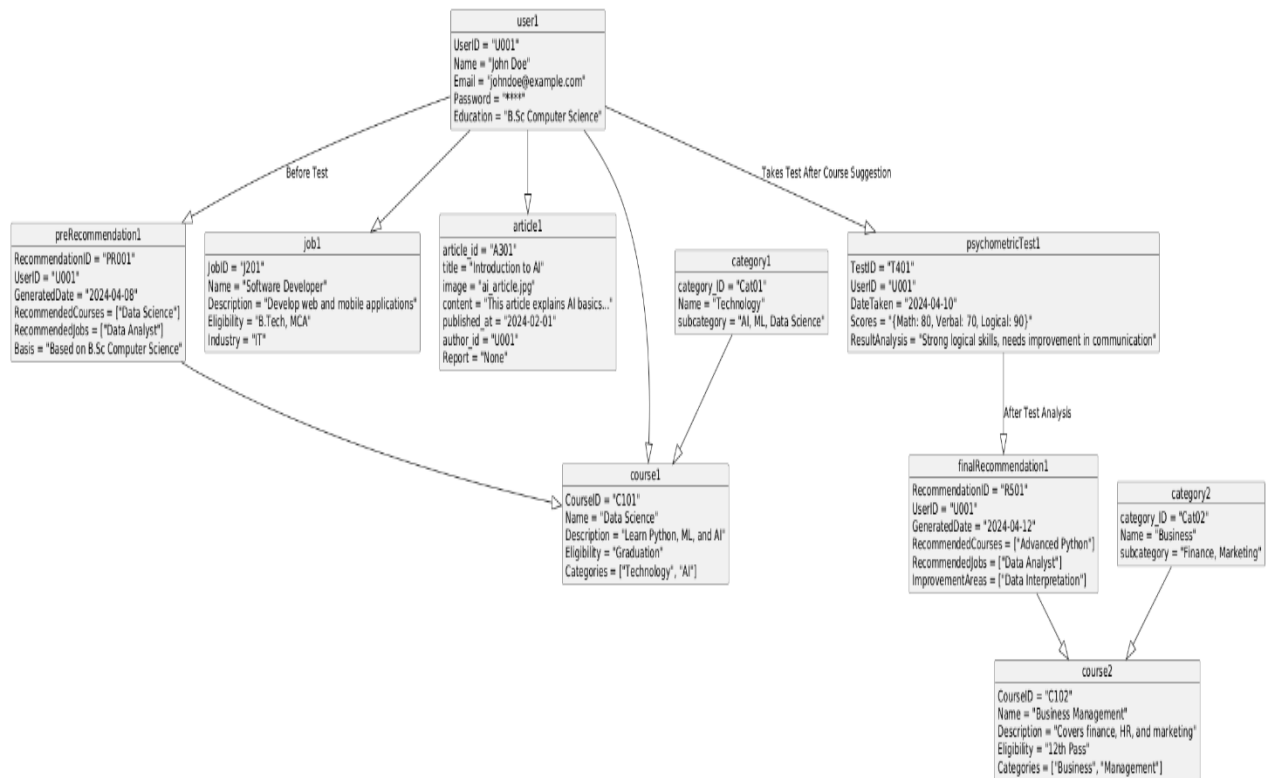 user1
UserID = "U001"
Name = "John Doe"
Email = "johndoe@example.com"
Password = "****"
Education = "B.Sc Computer Science"
Before Test
Takes Test After Course Suggestion
preRecommendation1
RecommendationID = "PR001"
UserID = "U001"
GeneratedDate = "2024-04-08"
RecommendedCourses = ["Data Science"]
RecommendedJobs = ["Data Analyst"]
Basis = "Based on B.Sc Computer Science"
job1
JobID = "J201"
Name = "Software Developer"
Description = "Develop web and mobile applications"
Eligibility = "B.Tech, MCA"
Industry = "IT"
article1
article_id = "A301"
title = "Introduction to AI"
image = "ai_article.jpg"
content = "This article explains AI basics..."
published_at = "2024-02-01"
author_id = "U001"
Report = "None"
category1
category_ID = "Cat01"
Name = "Technology"
subcategory = "AI, ML, Data Science"
psychometricTest1
TestID = "T401"
UserID = "U001"
DateTaken = "2024-04-10"
Scores = "{Math: 80, Verbal: 70, Logical: 90}"
ResultAnalysis = "Strong logical skills, needs improvement in communication"
After Test Analysis
course1
CourseID = "C101"
Name = "Data Science"
Description = "Learn Python, ML, and AI"
Eligibility = "Graduation"
Categories = ["Technology", "AI"]
finalRecommendation1
RecommendationID = "R501"
UserID = "U001"
GeneratedDate = "2024-04-12"
RecommendedCourses = ["Advanced Python"]
RecommendedJobs = ["Data Analyst"]
ImprovementAreas = ["Data Interpretation"]
category2
category_ID = "Cat02"
Name = "Business"
subcategory = "Finance, Marketing"
course2
CourseID = "C102"
Name = "Business Management"
Description = "Covers finance, HR, and marketing"
Eligibility = "12th Pass"
Categories = ["Business", "Management"]